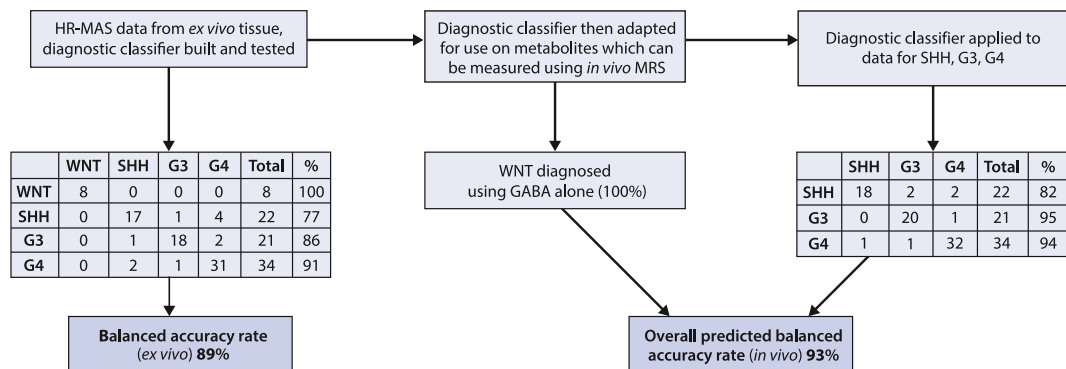 HR-MAS data from ex vivo tissue,
diagnostic classifier built and tested
Diagnostic classifier then adapted
for use on metabolites which can
be measured using in vivo MRS
Diagnostic classifier applied to
data for SHH, G3, G4
WNT SHH G3 G4 Total %
WNT 8 0 0 0 8 100
SHH 0 17 1 4 22 77
G3 0 1 18 2 21 86
G4 0 2 1 31 34 91
WNT diagnosed
using GABA alone (100%)
SHH G3 G4 Total %
SHH 18 2 2 22 82
G3 0 20 1 21 95
G4 1 1 32 34 94
Balanced accuracy rate
(ex vivo) 89%
Overall predicted balanced
accuracy rate (in vivo) 93%